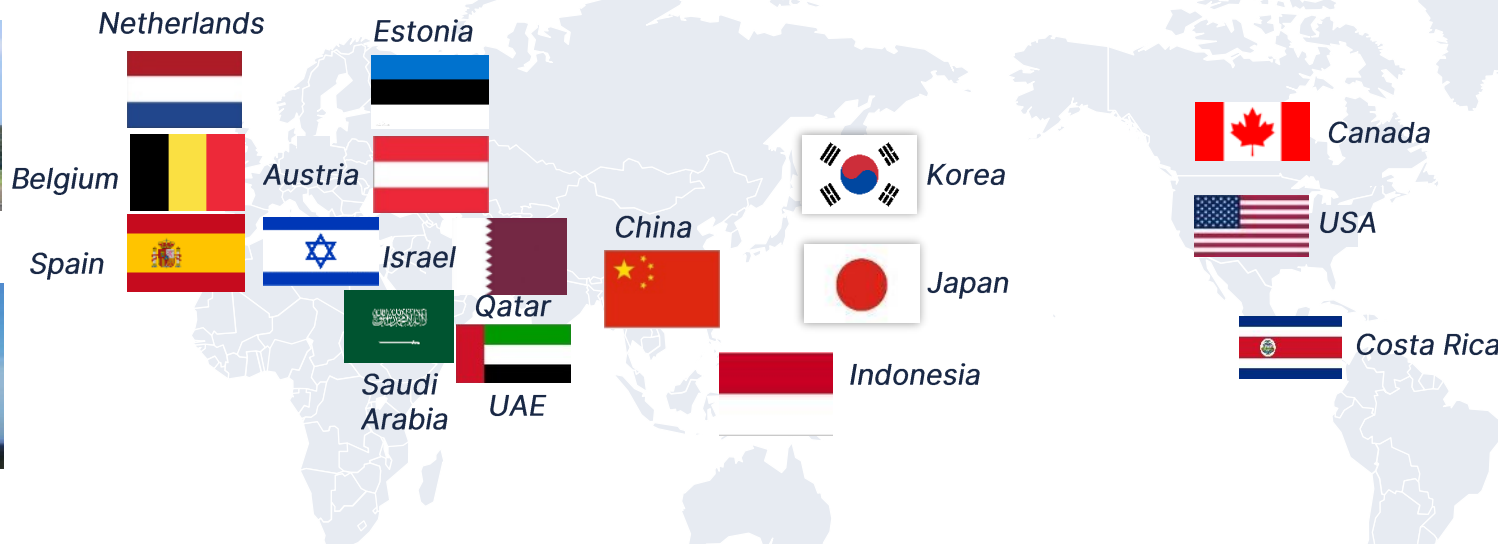 Netherlands
Estonia
Belgium
Austria
Korea
Canada
Spain
Israel
China
USA
Qatar
Japan
Saudi
Arabia
UAE
Indonesia
Costa Rica